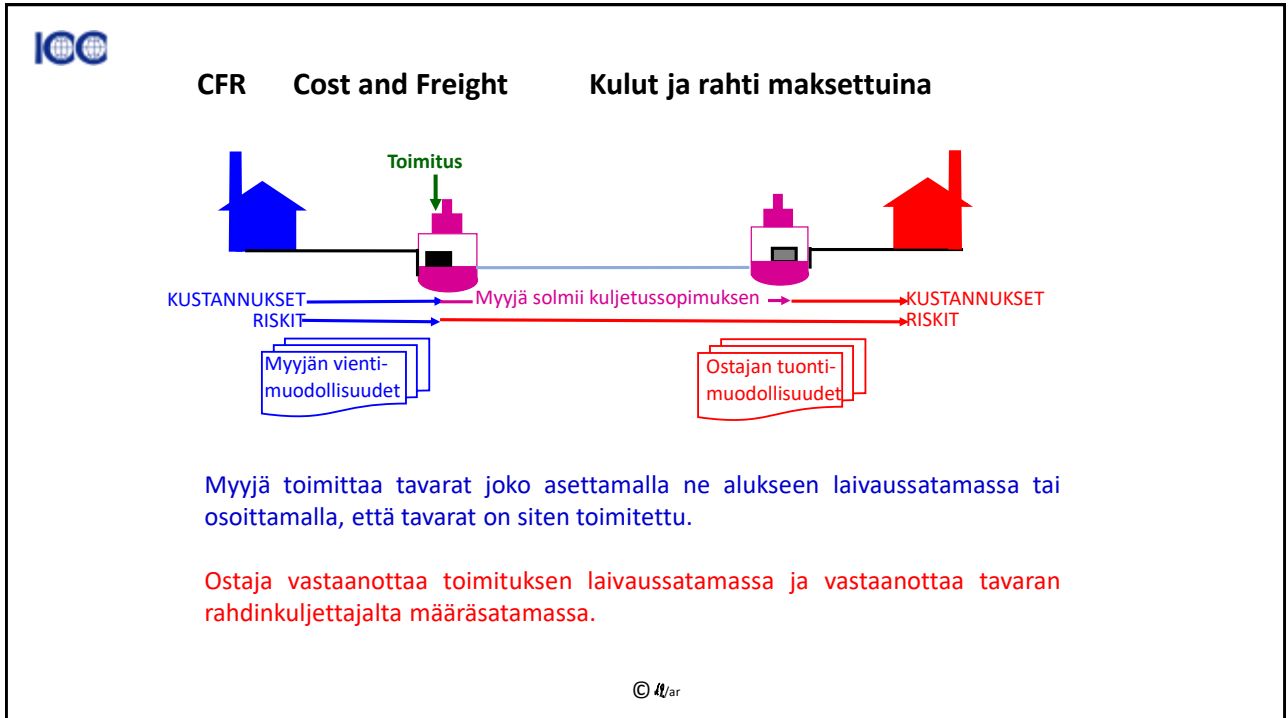 ICC
CFR Cost and Freight Kulut ja rahti maksettuina
Toimitus
KUSTANNUKSET Myyjä solmii kuljetussopimuksen KUSTANNUKSET
RISKIT RISKIT
Myyjän vienti-
muodollisuudet
Ostajan tuonti-
muodollisuudet
Myyjä toimittaa tavarat joko asettamalla ne alukseen laivaussatamassa tai
osoittamalla, että tavarat on siten toimitettu.
Ostaja vastaanottaa toimituksen laivaussatamassa ja vastaanottaa tavaran
rahdinkuljettajalta määräsatamassa.
© /ar